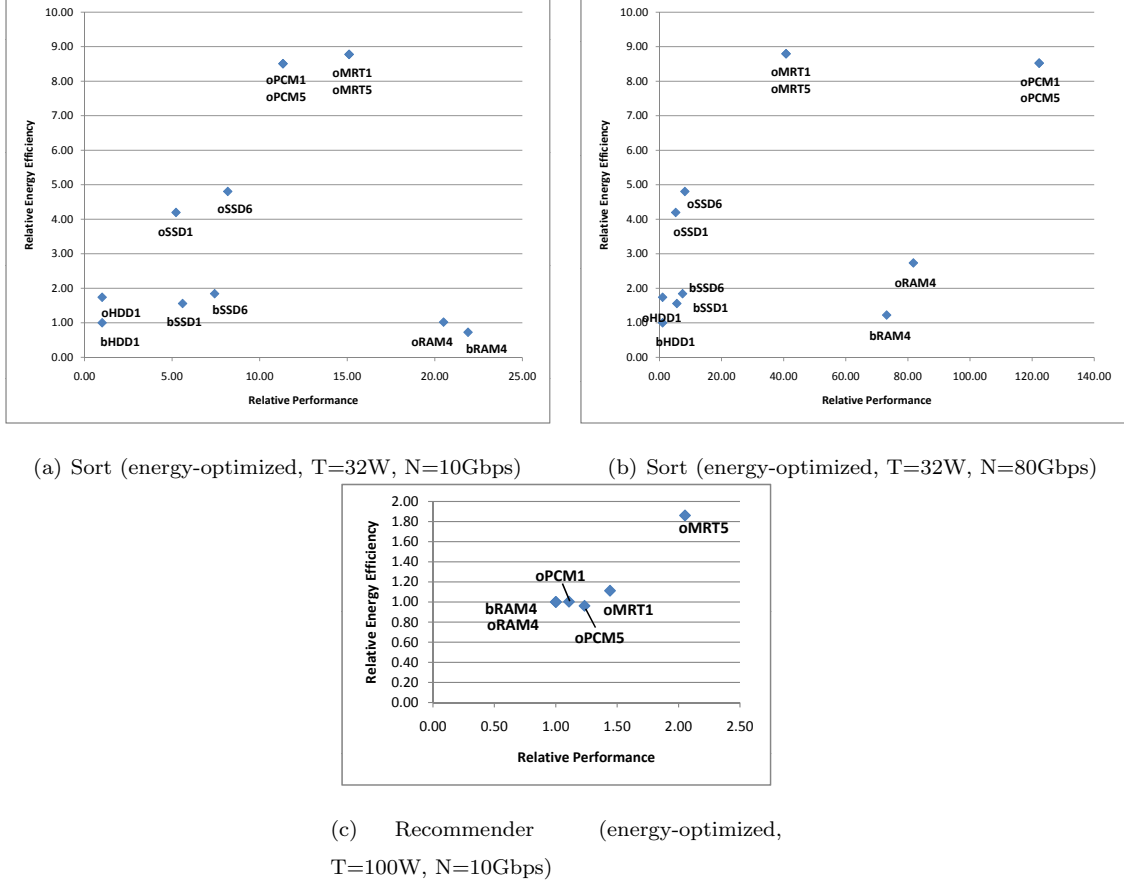 10.00
9.00
8.00
7.00
6.00
5.00
4.00
3.00
2.00
1.00
0.00
Relative Energy Efficiency
oPCM1
oPCM5
oMRT1
oMRT5
oSSD6
oSSD1
oHDD1
bHDD1
bSSD1
bSSD6
oRAM4
bRAM4
0.00 5.00 10.00 15.00 20.00 25.00
Relative Performance
(a) Sort (energy-optimized, T=32W, N=10Gbps)
10.00
9.00
8.00
7.00
6.00
5.00
4.00
3.00
2.00
1.00
0.00
Relative Energy Efficiency
oMRT1
oMRT5
oPCM1
oPCM5
oSSD6
oSSD1
oRAM4
bSSD6
bSSD1
oHDD1
bHDD1
bRAM4
0.00 20.00 40.00 60.00 80.00 100.00 120.00 140.00
Relative Performance
(b) Sort (energy-optimized, T=32W, N=80Gbps)
2.00
1.80
1.60
1.40
1.20
1.00
0.80
0.60
0.40
0.20
0.00
Relative Energy Efficiency
oMRT5
oPCM1
bRAM4
oRAM4
oMRT1
oPCM5
0.00 0.50 1.00 1.50 2.00 2.50
Relative Performance
(c) Recommender (energy-optimized,
T=100W, N=10Gbps)